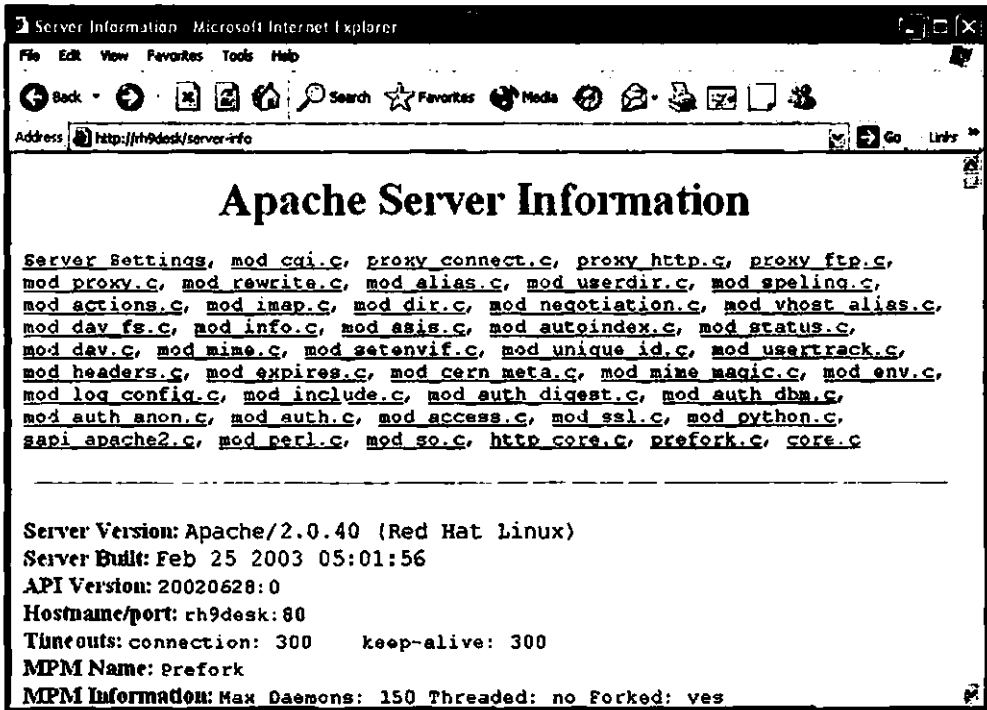 Server Information - Microsoft Internet Explorer
File Edit View Favorites Tools Help
Back Search Favorites Media
Address http://rh9desk/server-info Go Links »
Apache Server Information
Server Settings, mod_cgi.c, proxy_connect.c, proxy_http.c, proxy_ftp.c,
mod_proxy.c, mod_rewrite.c, mod_alias.c, mod_userdir.c, mod_speling.c,
mod_actions.c, mod_imap.c, mod_dir.c, mod_negotiation.c, mod_vhost_alias.c,
mod_dav_fs.c, mod_info.c, mod_asis.c, mod_autoindex.c, mod_status.c,
mod_dav.c, mod_mime.c, mod_setenvif.c, mod_unique_id.c, mod_usertrack.c,
mod_headers.c, mod_expires.c, mod_cern_meta.c, mod_mime_magic.c, mod_env.c,
mod_log_config.c, mod_include.c, mod_auth_digest.c, mod_auth_dbm.c,
mod_auth_anon.c, mod_auth.c, mod_access.c, mod_ssl.c, mod_python.c,
sapi_apache2.c, mod_perl.c, mod_so.c, http_core.c, prefork.c, core.c
Server Version: Apache/2.0.40 (Red Hat Linux)
Server Built: Feb 25 2003 05:01:56
API Version: 20020628:0
Hostname/port: rh9desk:80
Timeouts: connection: 300 keep-alive: 300
MPM Name: Prefork
MPM Information: Max Daemons: 150 Threaded: no Forked: yes